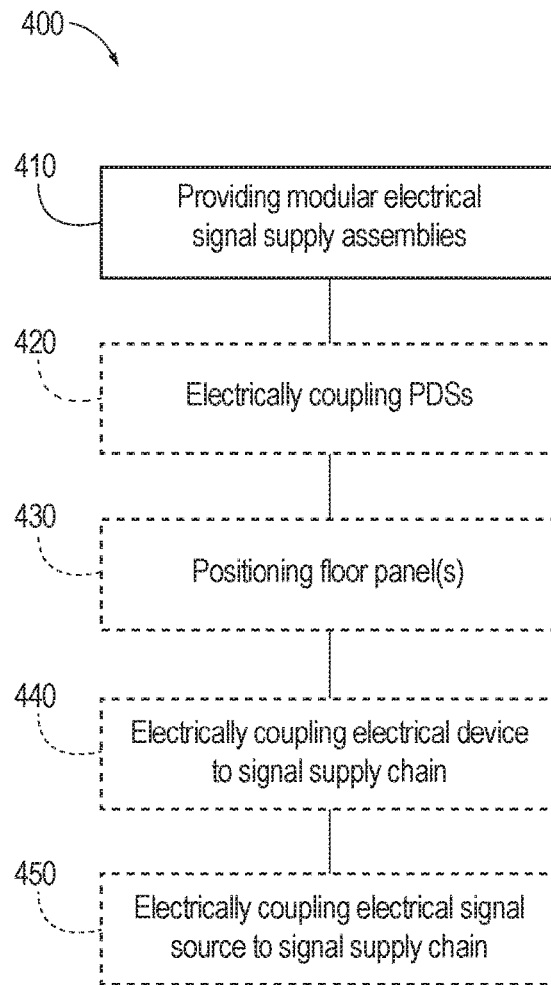 400
410
Providing modular electrical
signal supply assemblies
420
Electrically coupling PDSs
430
Positioning floor panel(s)
440
Electrically coupling electrical device
to signal supply chain
450
Electrically coupling electrical signal
source to signal supply chain